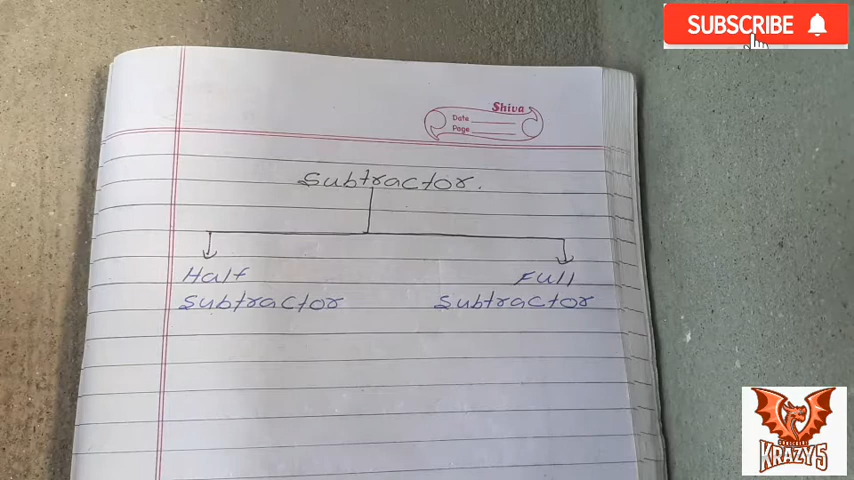 SUBSCRIBE
Shiva
Date
Page
Subtractor.
Half
Subtractor
Full
Subtractor
KRAZY5